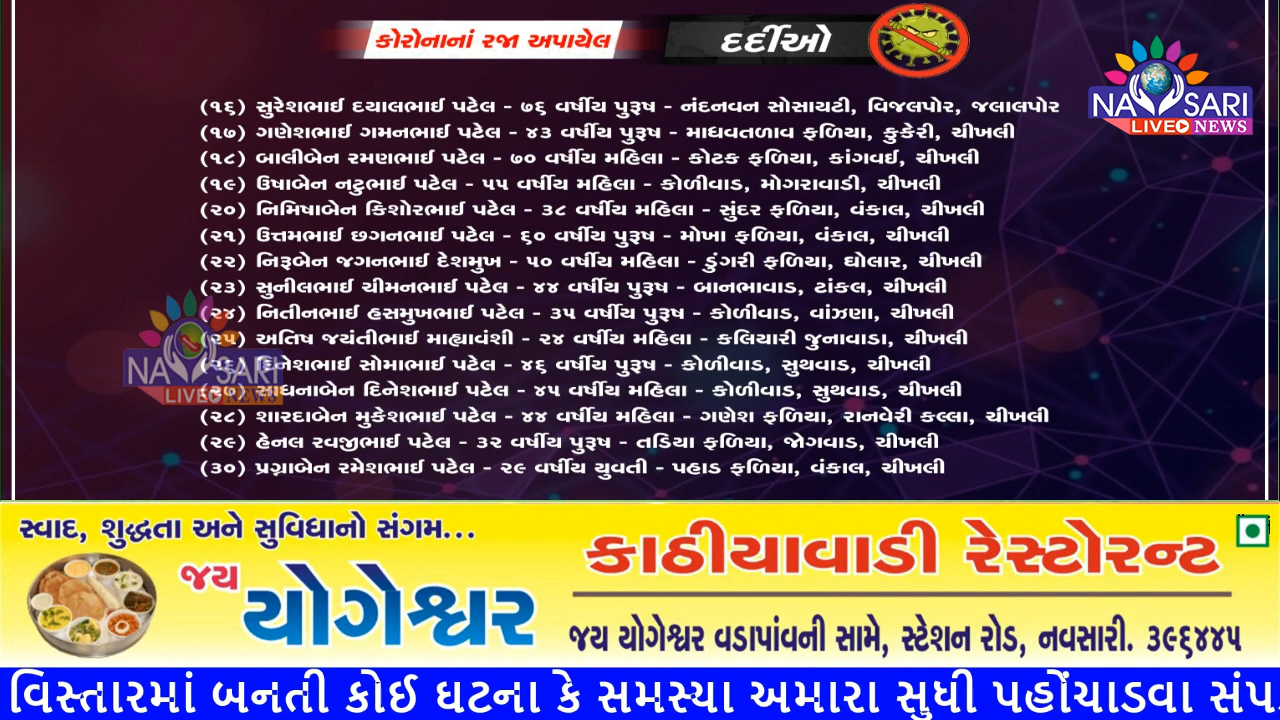 કોરોનાનાં રજા અપાયેલ દર્દીઓ
NAVSARI
LIVE NEWS
(૧૬) સુરેશભાઈ દયાલભાઈ પટેલ - ૭૬ વર્ષીય પુરૂષ - નંદનવન સોસાયટી, વિજલપોર, જલાલપોર
(૧૭) ગણેશભાઈ ગમનભાઈ પટેલ - ૪૩ વર્ષીય પુરૂષ - માધવતળાવ ફળિયા, કુકેરી, ચીખલી
(૧૮) બાલીબેન રમણભાઈ પટેલ - ૭૦ વર્ષીય મહિલા - કોટક ફળિયા, કાંગવઈ, ચીખલી
(૧૯) ઉષાબેન નટુભાઈ પટેલ - ૫૫ વર્ષીય મહિલા - કોળીવાડ, મોગરાવાડી, ચીખલી
(૨૦) નિમિષાબેન કિશોરભાઈ પટેલ - ૩૮ વર્ષીય મહિલા - સુંદર ફળિયા, વંકાલ, ચીખલી
(૨૧) ઉત્તમભાઈ છગનભાઈ પટેલ - ૬૦ વર્ષીય પુરૂષ - મોખા ફળિયા, વંકાલ, ચીખલી
(૨૨) નિરૂબેન જગનભાઈ દેશમુખ - ૫૦ વર્ષીય મહિલા - ડુંગરી ફળિયા, ઘોલાર, ચીખલી
(૨૩) સુનીલભાઈ ચીમનભાઈ પટેલ - ૪૪ વર્ષીય પુરૂષ - બાનભાવાડ, ટાંકલ, ચીખલી
(૨૪) નિતીનભાઈ હસમુખભાઈ પટેલ - ૩૫ વર્ષીય પુરૂષ - કોળીવાડ, વાંઝણા, ચીખલી
(૨૫) અતિષ જયંતીભાઈ માહ્યાવંશી - ૨૪ વર્ષીય મહિલા - કલિયારી જુનાવાડા, ચીખલી
(૨૬) દિનેશભાઈ સોમાભાઈ પટેલ - ૪૬ વર્ષીય પુરૂષ - કોળીવાડ, સુથવાડ, ચીખલી
(૨૭) સાધનાબેન દિનેશભાઈ પટેલ - ૪૫ વર્ષીય મહિલા - કોળીવાડ, સુથવાડ, ચીખલી
(૨૮) શારદાબેન મુકેશભાઈ પટેલ - ૪૪ વર્ષીય મહિલા - ગણેશ ફળિયા, રાનવેરી કલ્લા, ચીખલી
(૨૯) હેનલ રવજીભાઈ પટેલ - ૩૨ વર્ષીય પુરૂષ - તડિયા ફળિયા, જોગવાડ, ચીખલી
(૩૦) પ્રગ્નાબેન રમેશભાઈ પટેલ - ૨૯ વર્ષીય યુવતી - પહાડ ફળિયા, વંકાલ, ચીખલી
NAVSARI
LIVE NEWS
સ્વાદ, શુદ્ધતા અને સુવિધાનો સંગમ...
જય યોગેશ્વર
કાઠીયાવાડી રેસ્ટોરન્ટ
જય યોગેશ્વર વડાપાંવની સામે, સ્ટેશન રોડ, નવસારી. ૩૯૬૪૪૫
વિસ્તારમાં બનતી કોઈ ઘટના કે સમસ્યા અમારા સુધી પહોંચાડવા સંપ